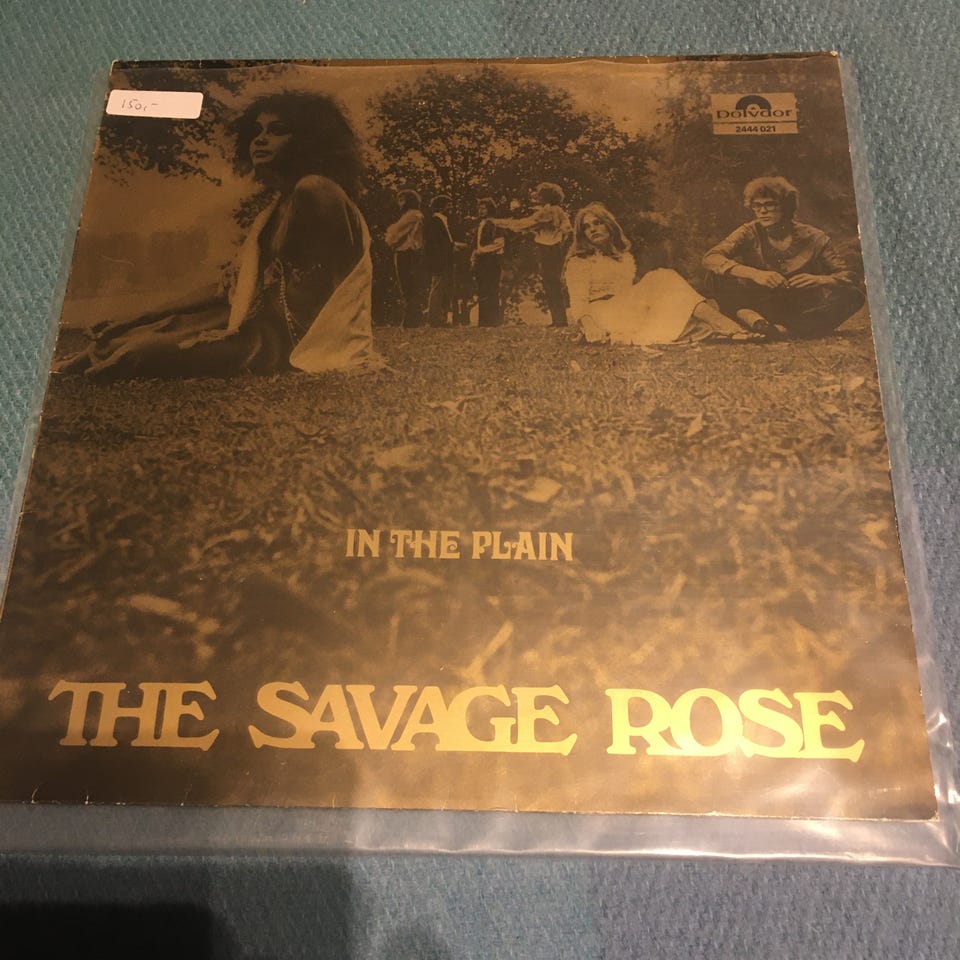 150,-
polydor
2444 021
IN THE PLAIN
THE SAVAGE ROSE